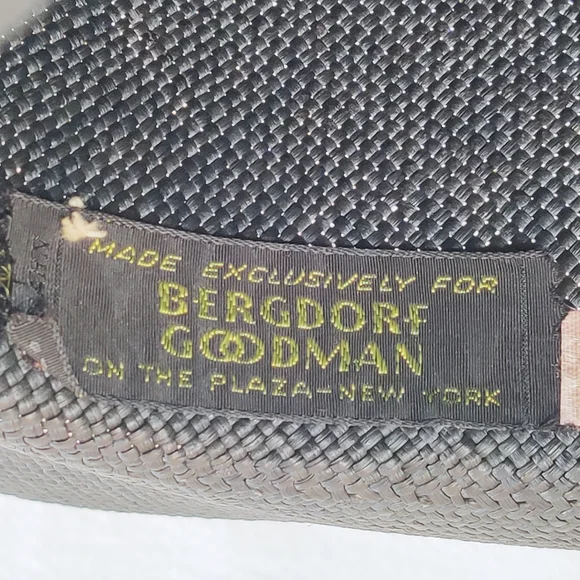 MADE EXCLUSIVELY FOR
BERGDORF
GOODMAN
ON THE PLAZA-NEW YORK